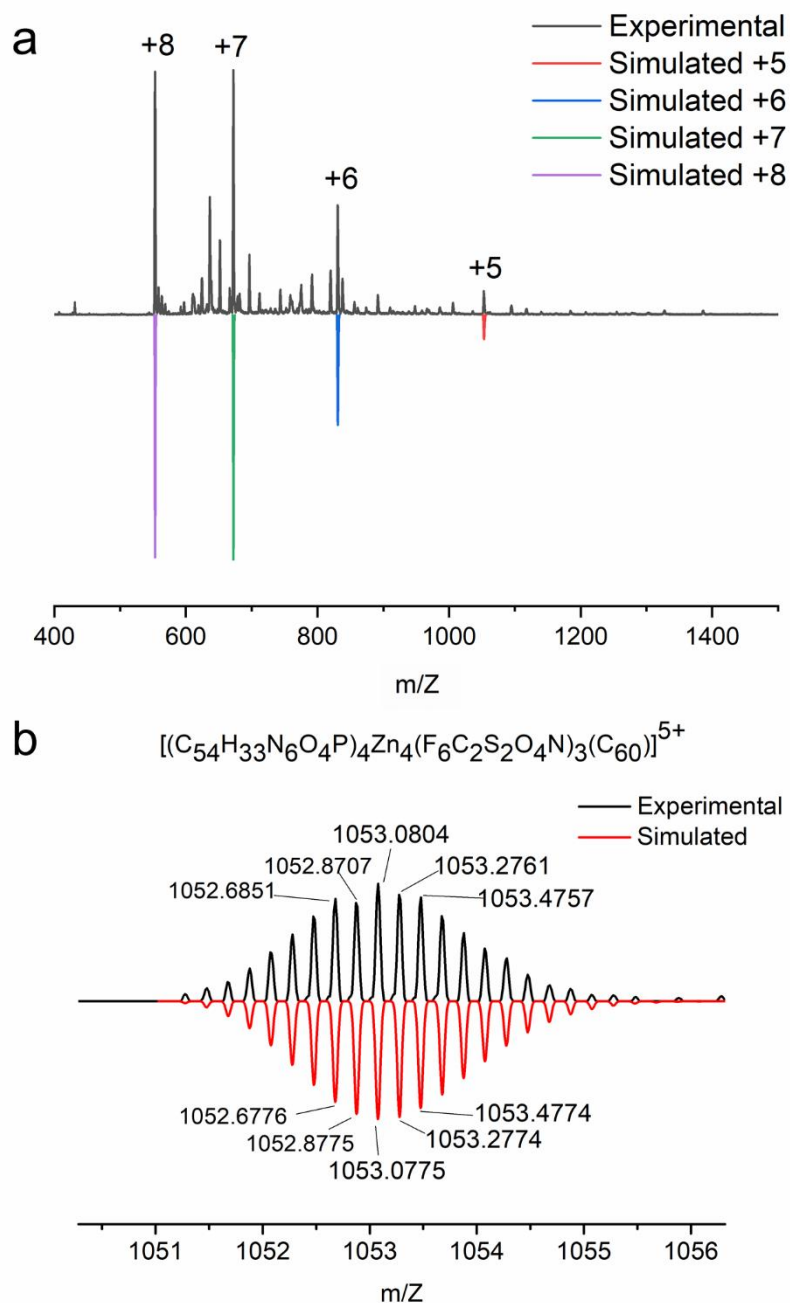 a
+8 +7
+6
+5
Experimental
Simulated +5
Simulated +6
Simulated +7
Simulated +8
400 600 800 1000 1200 1400
m/Z
b
[(C₅₄H₃₃N₆O₄P)₄Zn₄(F₆C₂S₂O₄N)₃(C₆₀)]⁵⁺
Experimental
Simulated
1053.0804
1052.8707 1053.2761
1052.6851 1053.4757
1052.6776 1053.4774
1052.8775 1053.2774
1053.0775
1051 1052 1053 1054 1055 1056
m/Z